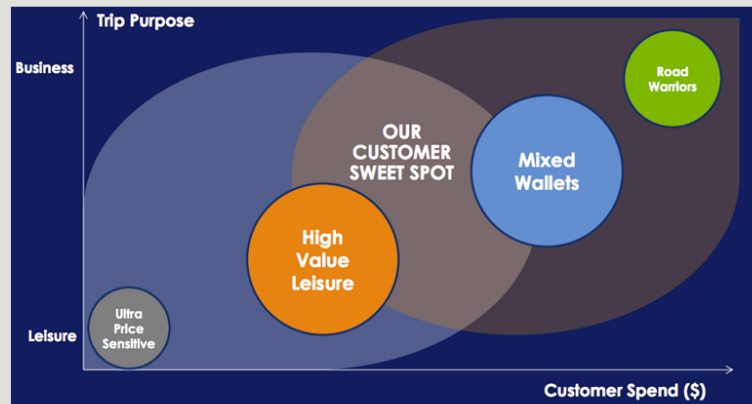 Trip Purpose
Business
Road
Warriors
OUR
CUSTOMER
SWEET SPOT
Mixed
Wallets
High
Value
Leisure
Ultra
Price
Sensitive
Leisure
Customer Spend ($)